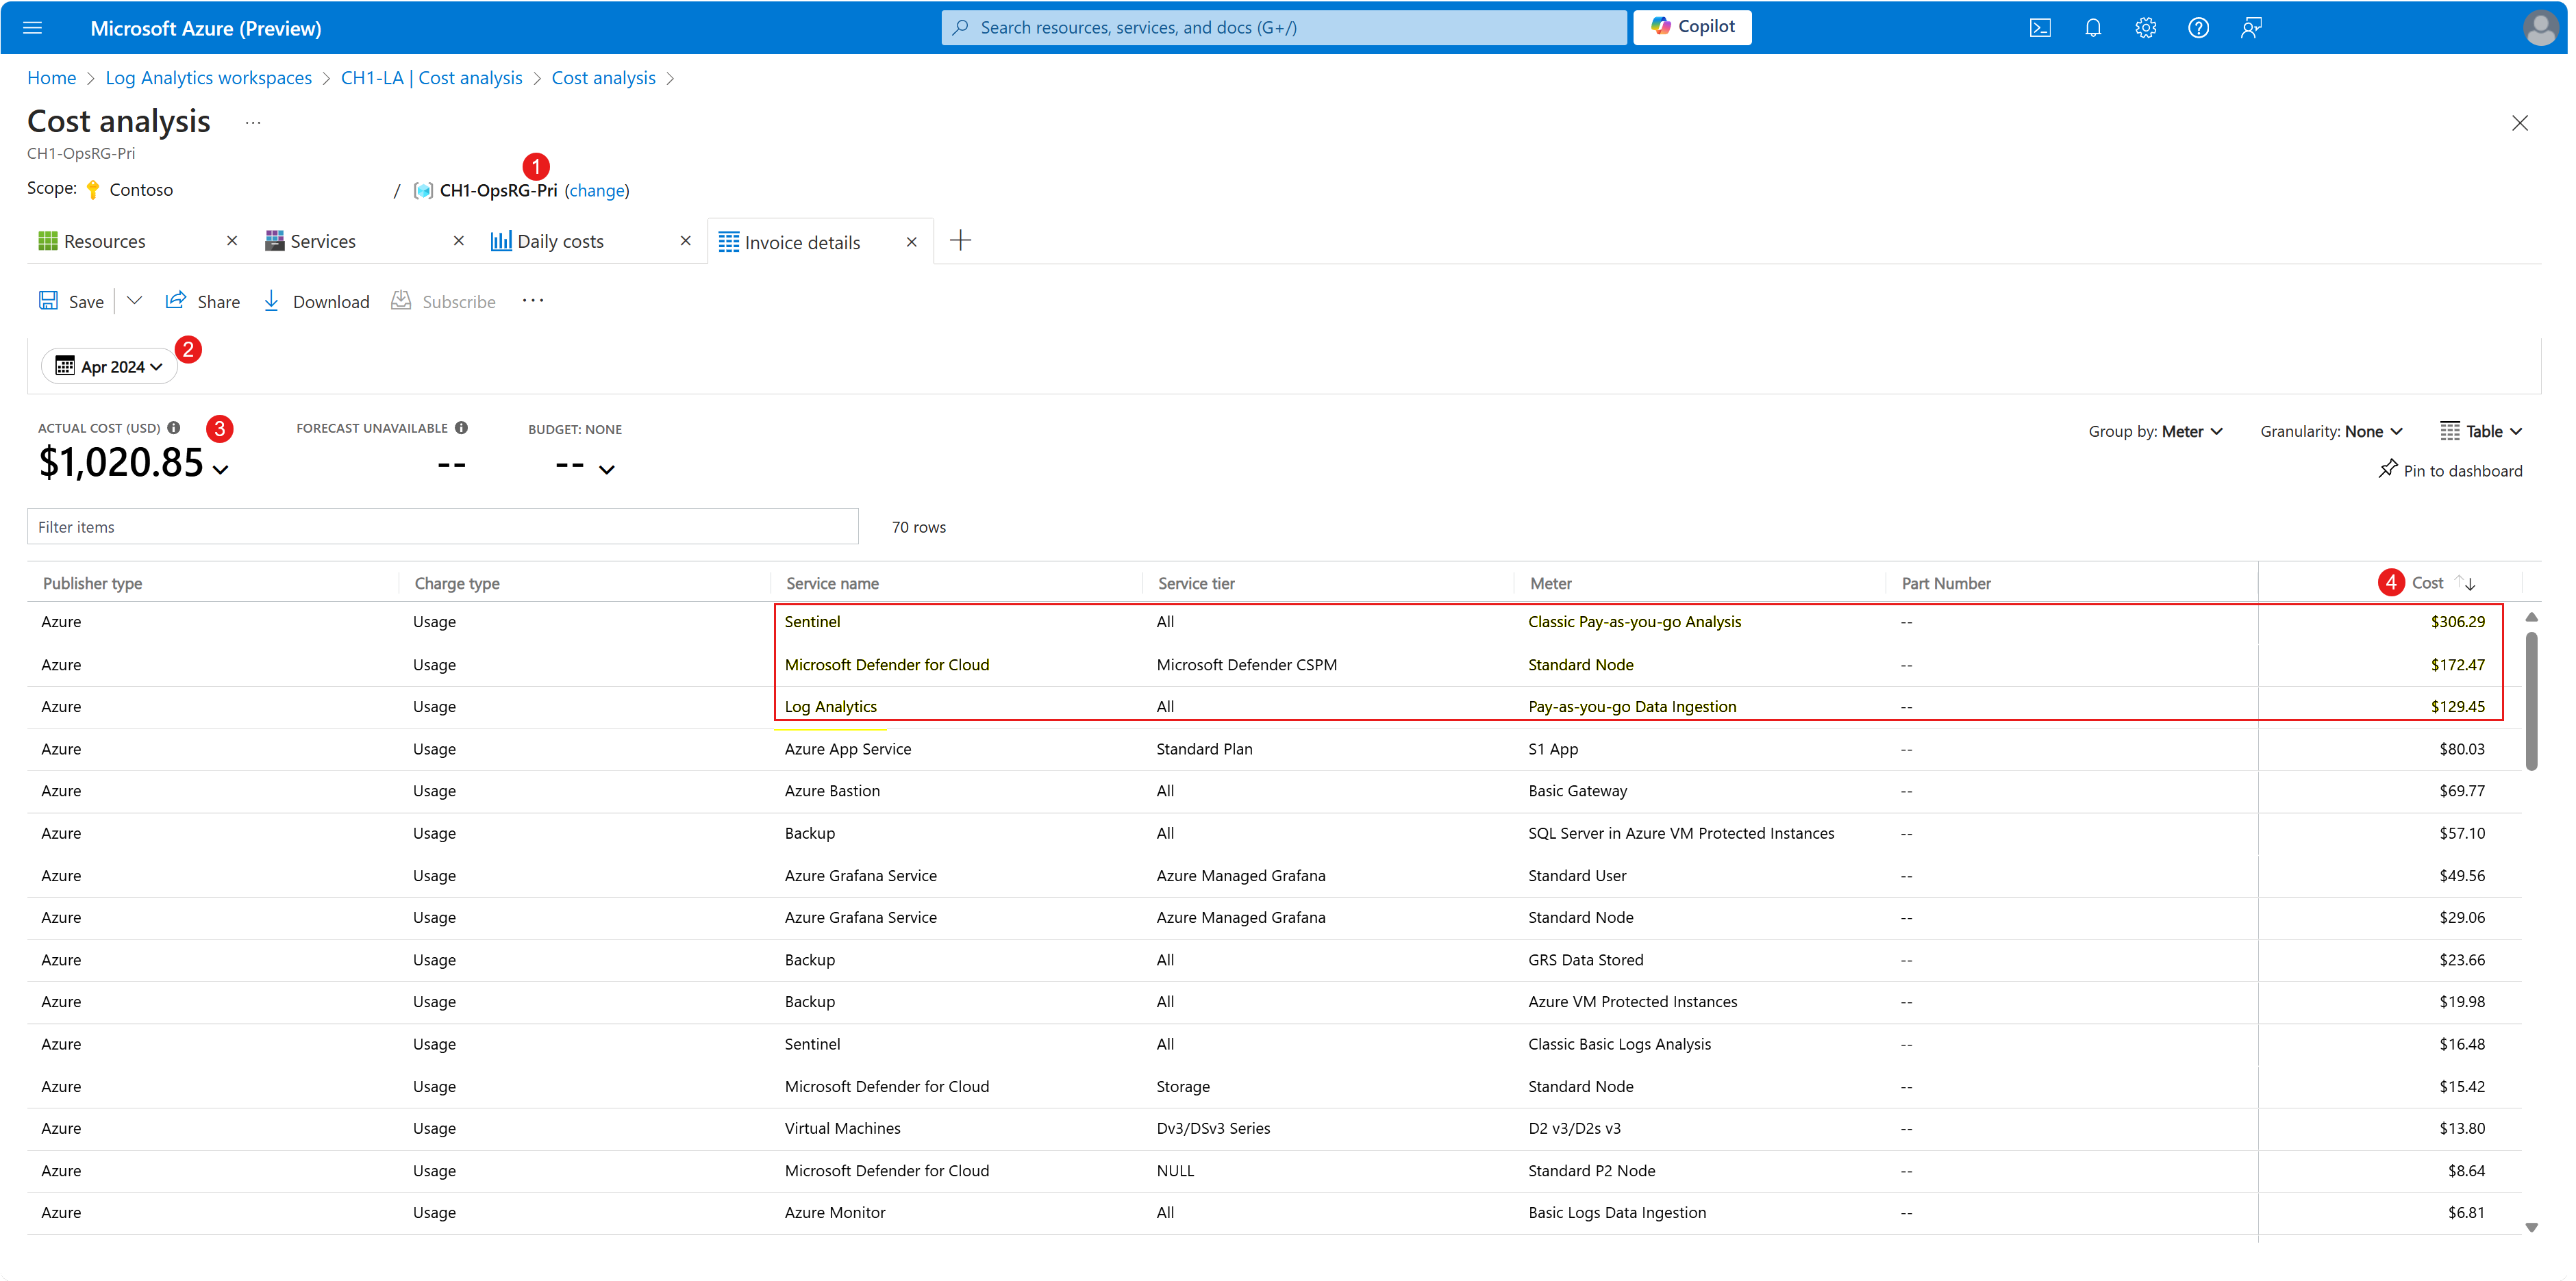 Microsoft Azure (Preview)
Search resources, services, and docs (G+/)
Copilot
Home > Log Analytics workspaces > CH1-LA | Cost analysis > Cost analysis >
Cost analysis ...
CH1-OpsRG-Pri
1
Scope: Contoso / CH1-OpsRG-Pri (change)
Resources Services Daily costs Invoice details
Save Share Download Subscribe ...
2
Apr 2024
ACTUAL COST (USD) 3 FORECAST UNAVAILABLE BUDGET: NONE
$1,020.85 -- --
Group by: Meter Granularity: None Table
Pin to dashboard
Filter items 70 rows
Publisher type Charge type Service name Service tier Meter Part Number 4 Cost
Azure Usage Sentinel All Classic Pay-as-you-go Analysis -- $306.29
Azure Usage Microsoft Defender for Cloud Microsoft Defender CSPM Standard Node -- $172.47
Azure Usage Log Analytics All Pay-as-you-go Data Ingestion -- $129.45
Azure Usage Azure App Service Standard Plan S1 App -- $80.03
Azure Usage Azure Bastion All Basic Gateway -- $69.77
Azure Usage Backup All SQL Server in Azure VM Protected Instances -- $57.10
Azure Usage Azure Grafana Service Azure Managed Grafana Standard User -- $49.56
Azure Usage Azure Grafana Service Azure Managed Grafana Standard Node -- $29.06
Azure Usage Backup All GRS Data Stored -- $23.66
Azure Usage Backup All Azure VM Protected Instances -- $19.98
Azure Usage Sentinel All Classic Basic Logs Analysis -- $16.48
Azure Usage Microsoft Defender for Cloud Storage Standard Node -- $15.42
Azure Usage Virtual Machines Dv3/DSv3 Series D2 v3/D2s v3 -- $13.80
Azure Usage Microsoft Defender for Cloud NULL Standard P2 Node -- $8.64
Azure Usage Azure Monitor All Basic Logs Data Ingestion -- $6.81